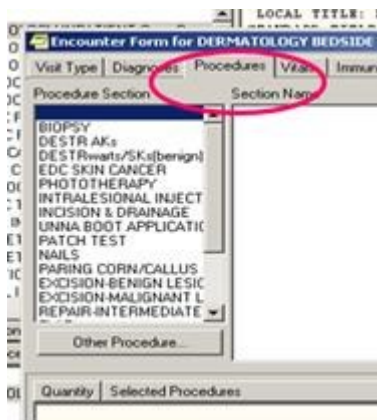 LOCAL TITLE:
Encounter Form for DERMATOLOGY BEDSIDE
Visit Type Diagnoses Procedures Vitals Immun
Procedure Section Section Name
BIOPSY
DESTR AKs
DESTRwarts/SKs(benign)
EDC SKIN CANCER
PHOTOTHERAPY
INTRALESIONAL INJECT
INCISION & DRAINAGE
UNNA BOOT APPLICATIO
PATCH TEST
NAILS
PARING CORN/CALLUS
EXCISION-BENIGN LESIC
EXCISION-MALIGNANT L
REPAIR-INTERMEDIATE
Other Procedure...
Quantity Selected Procedures